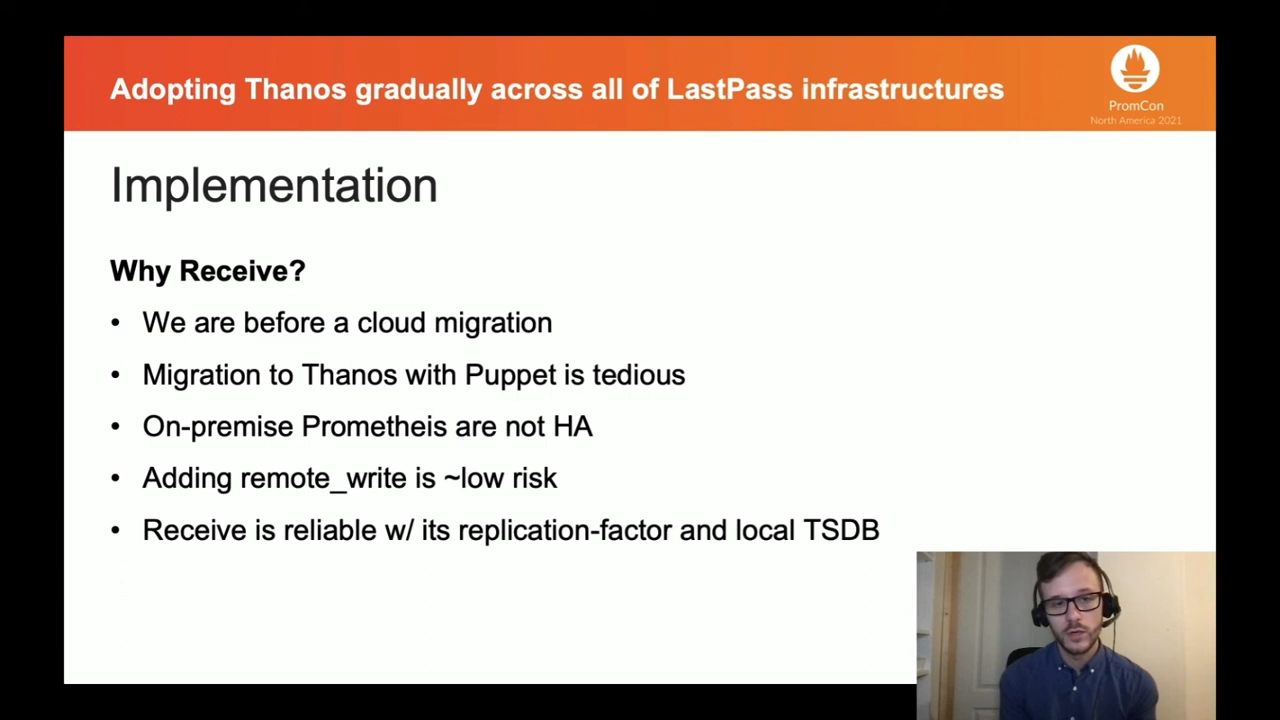 Adopting Thanos gradually across all of LastPass infrastructures
PromCon
North America 2021
Implementation
Why Receive?
• We are before a cloud migration
• Migration to Thanos with Puppet is tedious
• On-premise Prometheis are not HA
• Adding remote_write is ~low risk
• Receive is reliable w/ its replication-factor and local TSDB